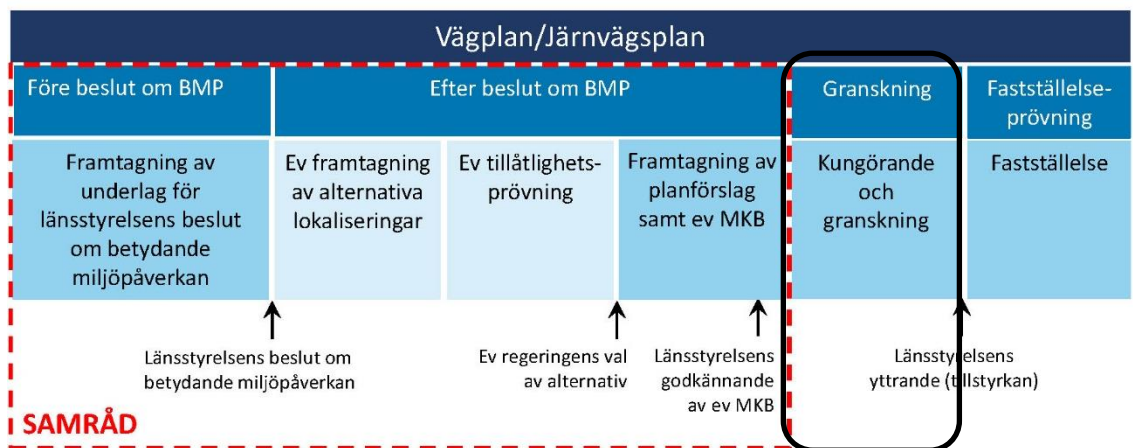 Vägplan/Järnvägsplan
Före beslut om BMP
Efter beslut om BMP
Granskning
Fastställelse-
prövning
Framtagning av
underlag för
länsstyrelsens beslut
om betydande
miljöpåverkan
Ev framtagning
av alternativa
lokaliseringar
Ev tillåtlighets-
prövning
Framtagning av
planförslag
samt ev MKB
Kungörande
och
granskning
Fastställelse
Länsstyrelsens beslut om
betydande miljöpåverkan
Ev regeringens val
av alternativ
Länsstyrelsens
godkännande
av ev MKB
Länsstyrelsens
yttrande (tillstyrkan)
SAMRÅD